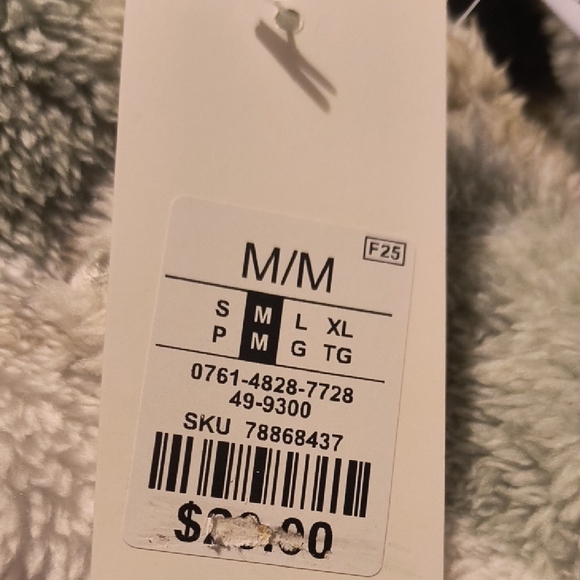 F25
M/M
S M L XL
P M G TG
0761-4828-7728
49-9300
SKU 78868437